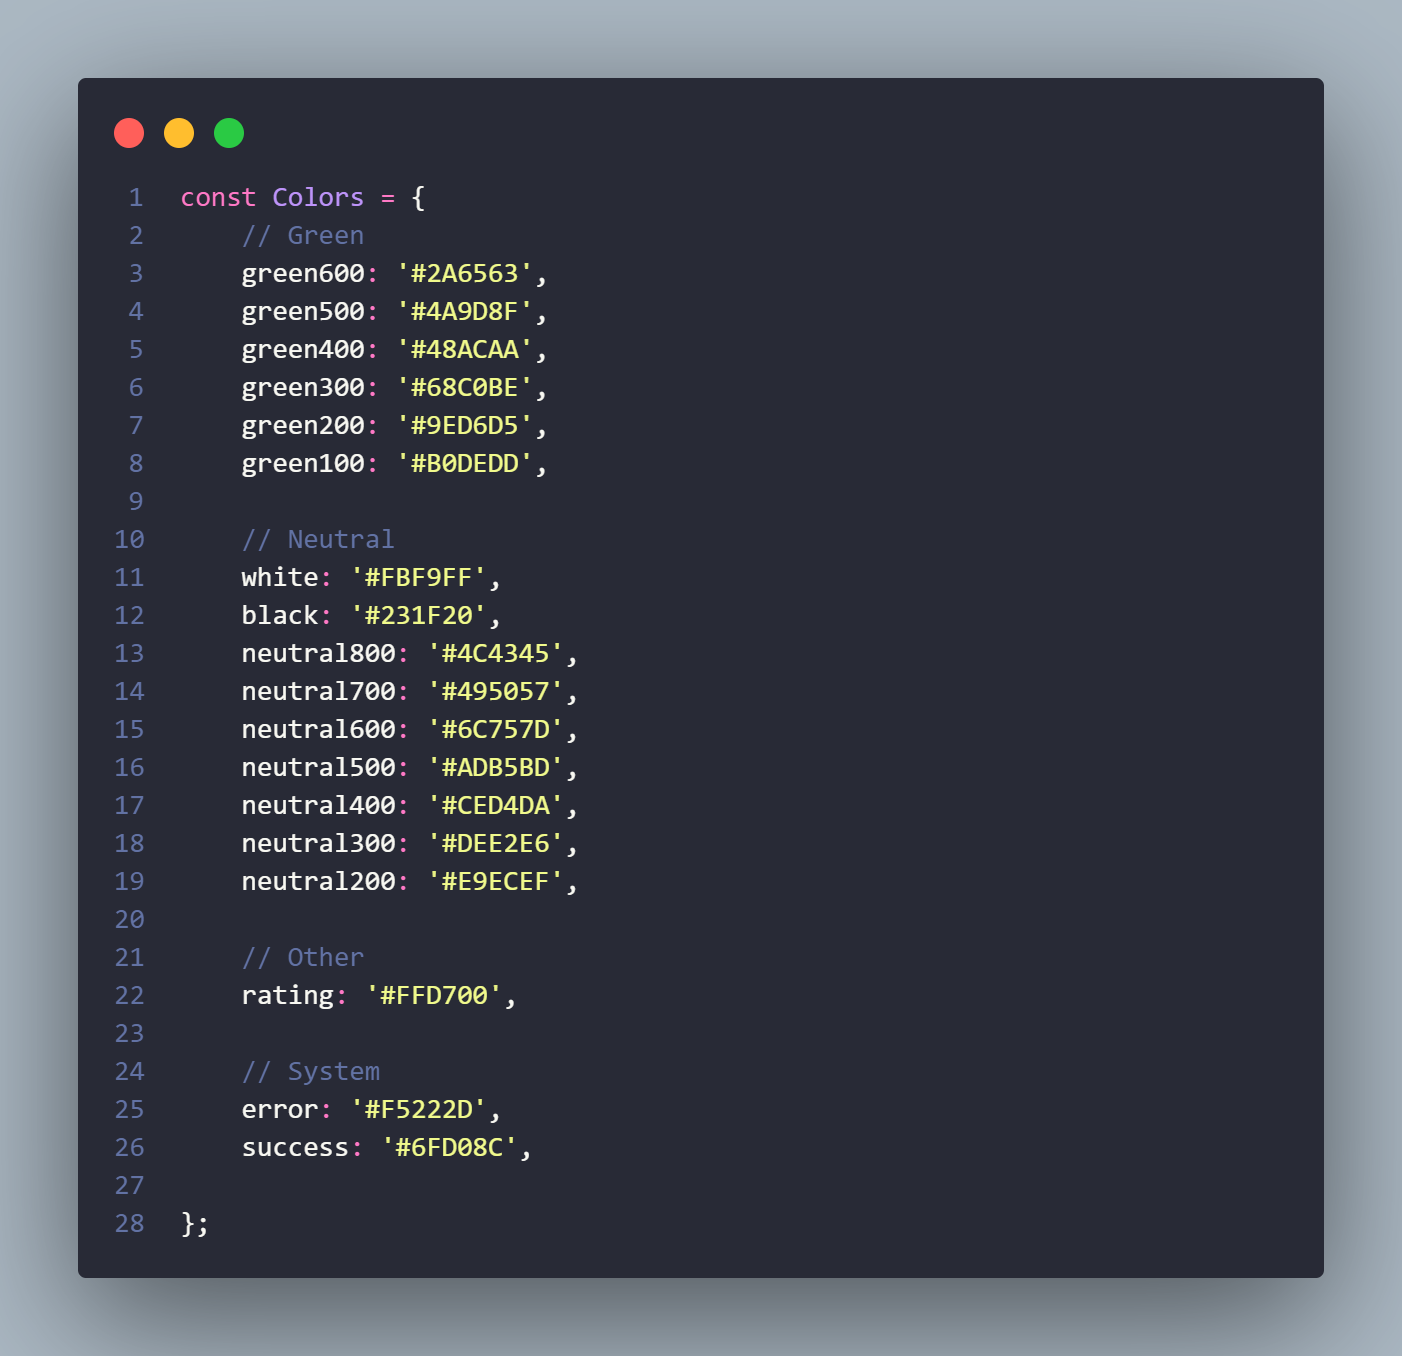 1 const Colors = {
2 // Green
3 green600: '#2A6563',
4 green500: '#4A9D8F',
5 green400: '#48ACAA',
6 green300: '#68C0BE',
7 green200: '#9ED6D5',
8 green100: '#B0DEDD',
9
10 // Neutral
11 white: '#FBF9FF',
12 black: '#231F20',
13 neutral800: '#4C4345',
14 neutral700: '#495057',
15 neutral600: '#6C757D',
16 neutral500: '#ADB5BD',
17 neutral400: '#CED4DA',
18 neutral300: '#DEE2E6',
19 neutral200: '#E9ECEF',
20
21 // Other
22 rating: '#FFD700',
23
24 // System
25 error: '#F5222D',
26 success: '#6FD08C',
27
28 };